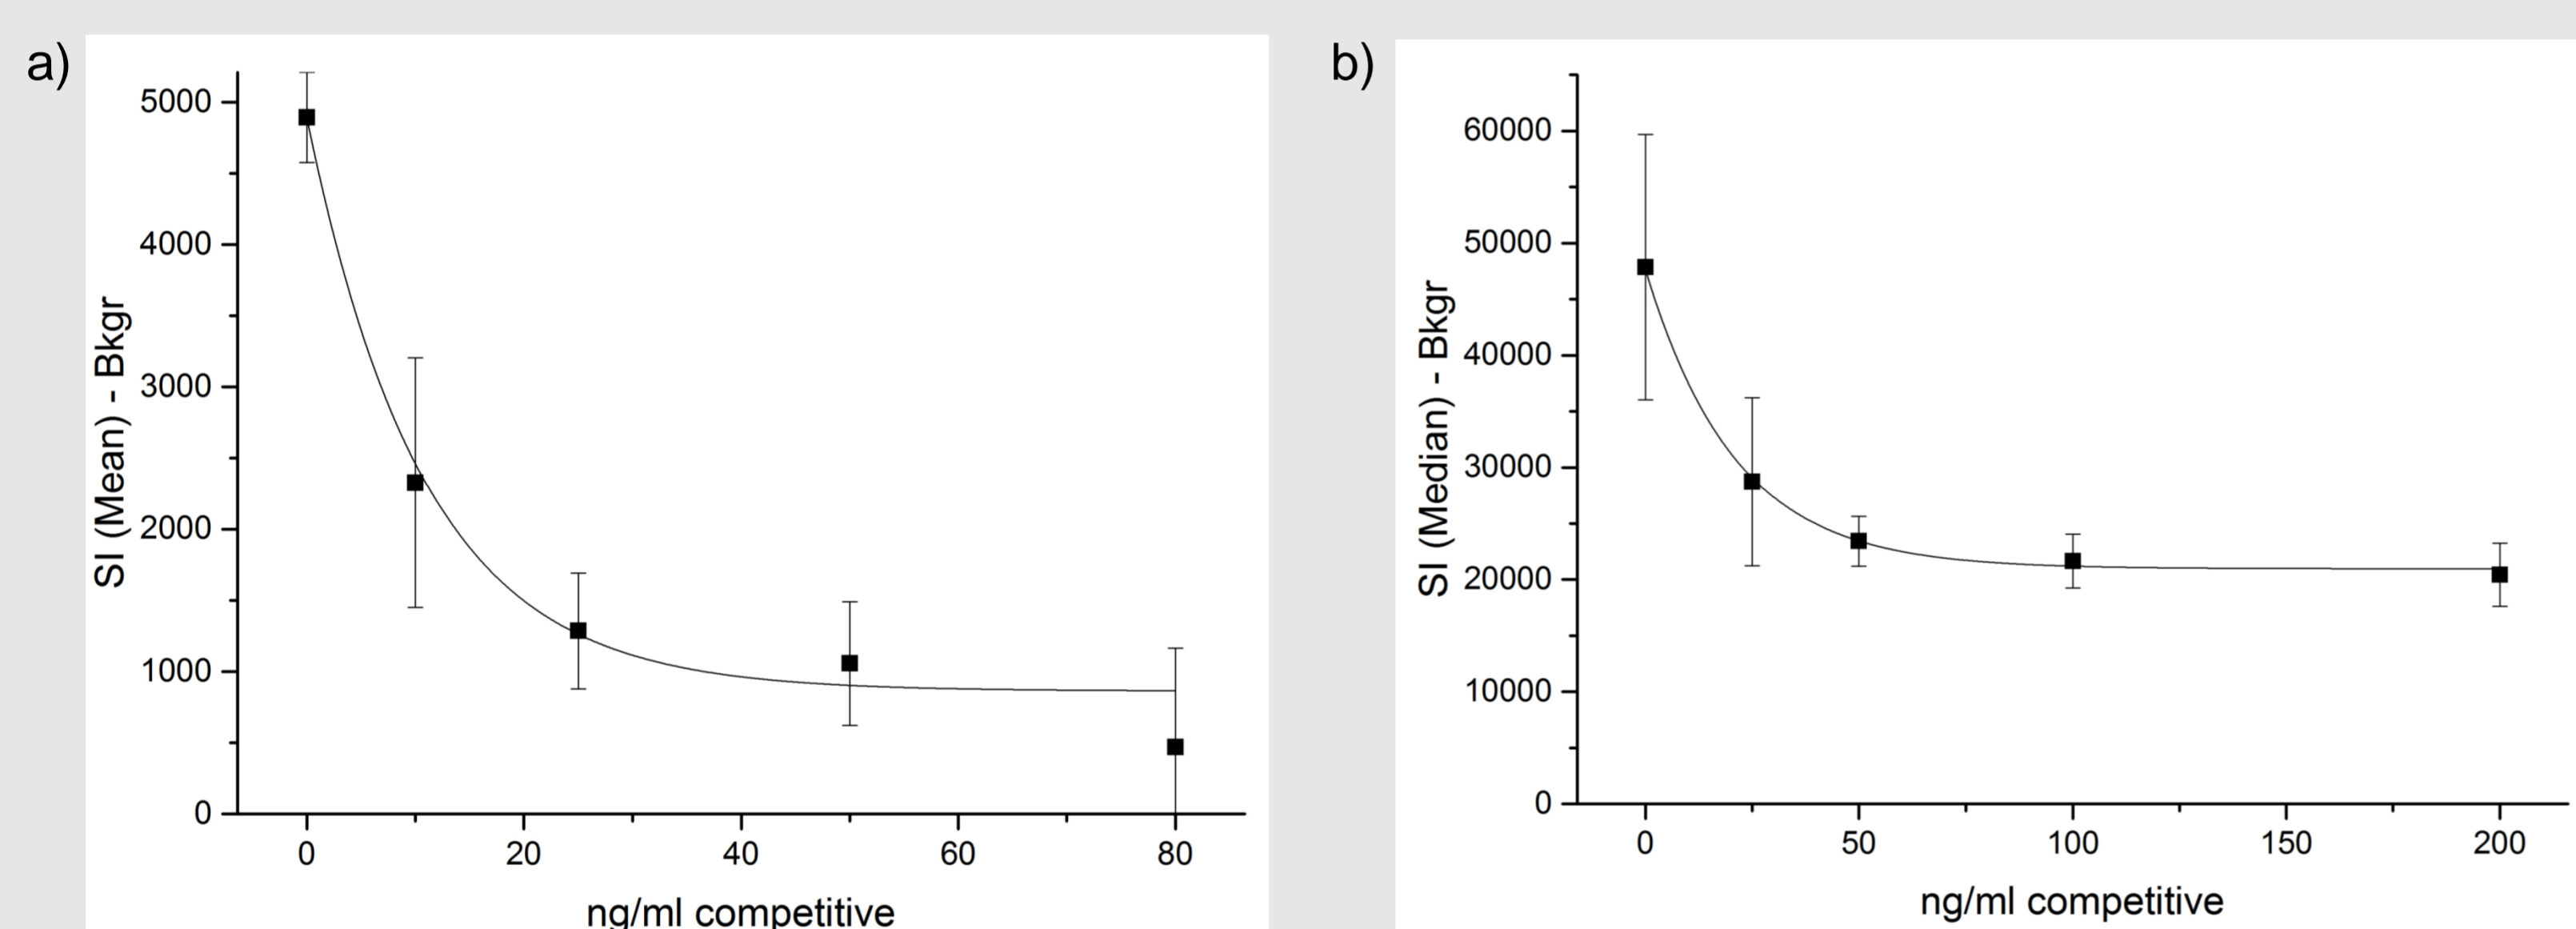 a)
SI (Mean) - Bkgr
5000
4000
3000
2000
1000
0
0 20 40 60 80
ng/ml competitive
b)
SI (Median) - Bkgr
60000
50000
40000
30000
20000
10000
0
0 50 100 150 200
ng/ml competitive